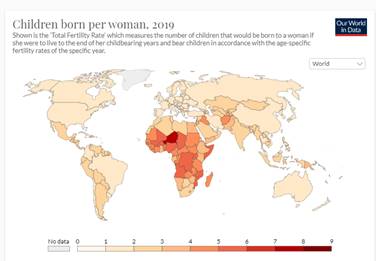 Children born per woman, 2019
Shown is the 'Total Fertility Rate' which measures the number of children that would be born to a woman if
she were to live to the end of her childbearing years and bear children in accordance with the age-specific
fertility rates of the specific year.
Our World
in Data
World
No data 0 1 2 3 4 5 6 7 8 9